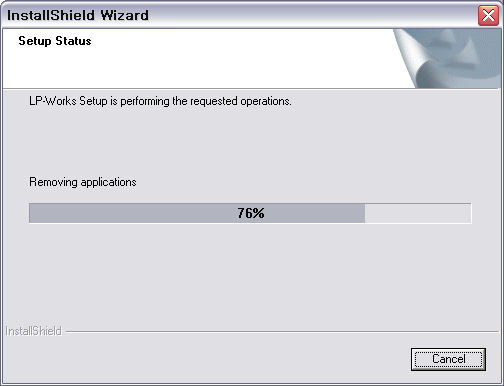 InstallShield Wizard
Setup Status
LP-Works Setup is performing the requested operations.
Removing applications
76%
InstallShield
Cancel